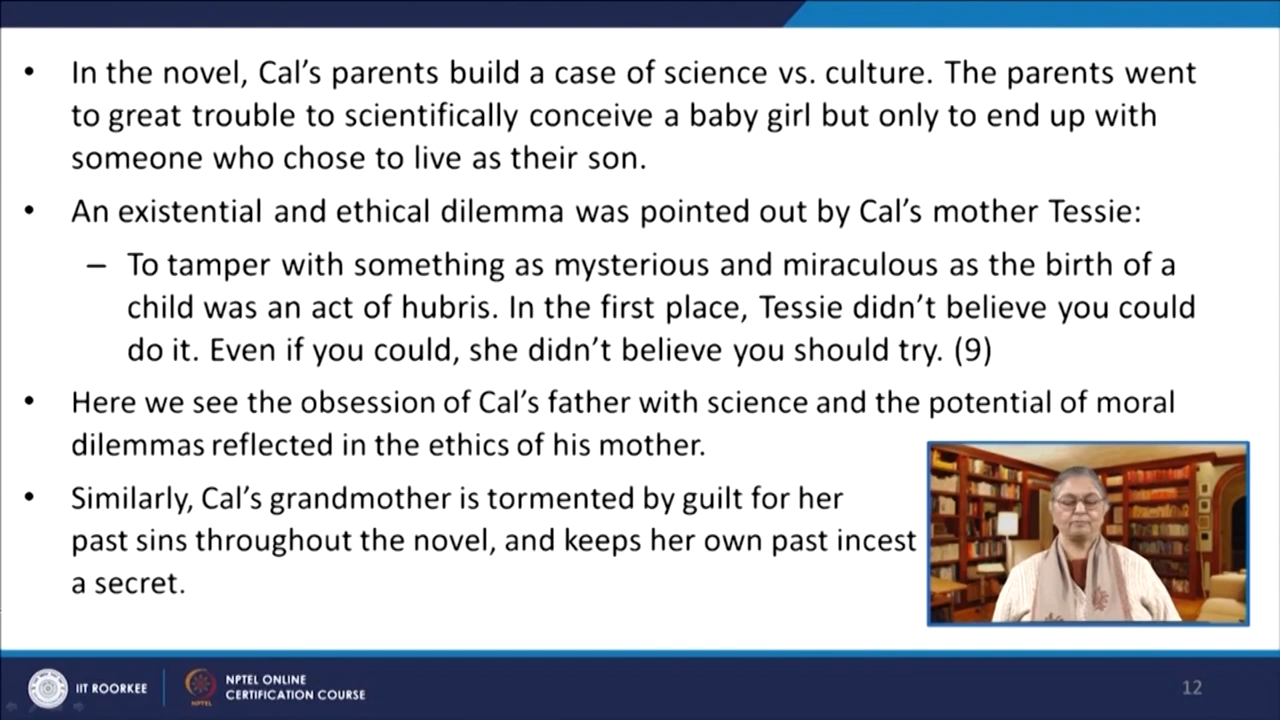 • In the novel, Cal’s parents build a case of science vs. culture. The parents went
to great trouble to scientifically conceive a baby girl but only to end up with
someone who chose to live as their son.
• An existential and ethical dilemma was pointed out by Cal’s mother Tessie:
– To tamper with something as mysterious and miraculous as the birth of a
child was an act of hubris. In the first place, Tessie didn’t believe you could
do it. Even if you could, she didn’t believe you should try. (9)
• Here we see the obsession of Cal’s father with science and the potential of moral
dilemmas reflected in the ethics of his mother.
• Similarly, Cal’s grandmother is tormented by guilt for her
past sins throughout the novel, and keeps her own past incest
a secret.
IIT ROORKEE
NPTEL
NPTEL ONLINE
CERTIFICATION COURSE
12